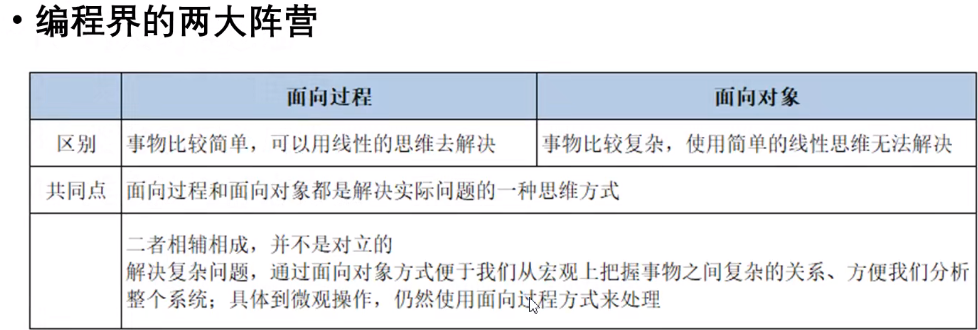 • 编程界的两大阵营
面向过程 面向对象
区别 事物比较简单，可以用线性的思维去解决 事物比较复杂，使用简单的线性思维无法解决
共同点 面向过程和面向对象都是解决实际问题的一种思维方式
二者相辅相成，并不是对立的
解决复杂问题，通过面向对象方式便于我们从宏观上把握事物之间复杂的关系、方便我们分析
整个系统；具体到微观操作，仍然使用面向过程方式来处理